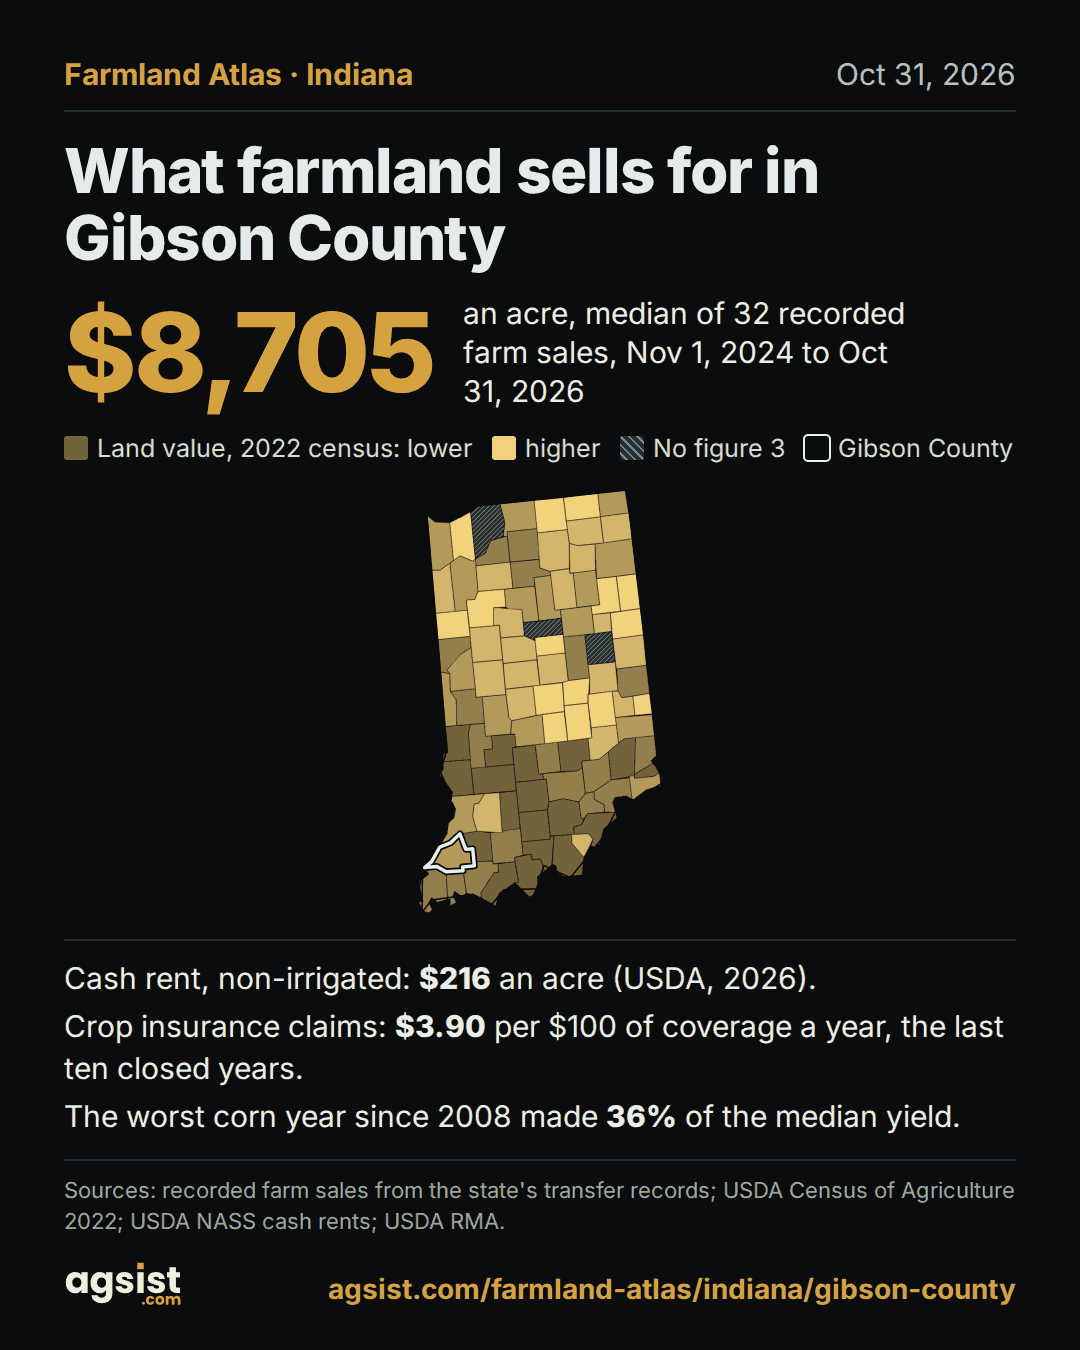 Farmland Atlas · Indiana
Oct 31, 2026
What farmland sells for in
Gibson County
$8,705
an acre, median of 32 recorded
farm sales, Nov 1, 2024 to Oct
31, 2026
Land value, 2022 census: lower
higher
No figure 3
Gibson County
Cash rent, non-irrigated: $216 an acre (USDA, 2026).
Crop insurance claims: $3.90 per $100 of coverage a year, the last
ten closed years.
The worst corn year since 2008 made 36% of the median yield.
Sources: recorded farm sales from the state's transfer records; USDA Census of Agriculture
2022; USDA NASS cash rents; USDA RMA.
agsist
.com
agsist.com/farmland-atlas/indiana/gibson-county